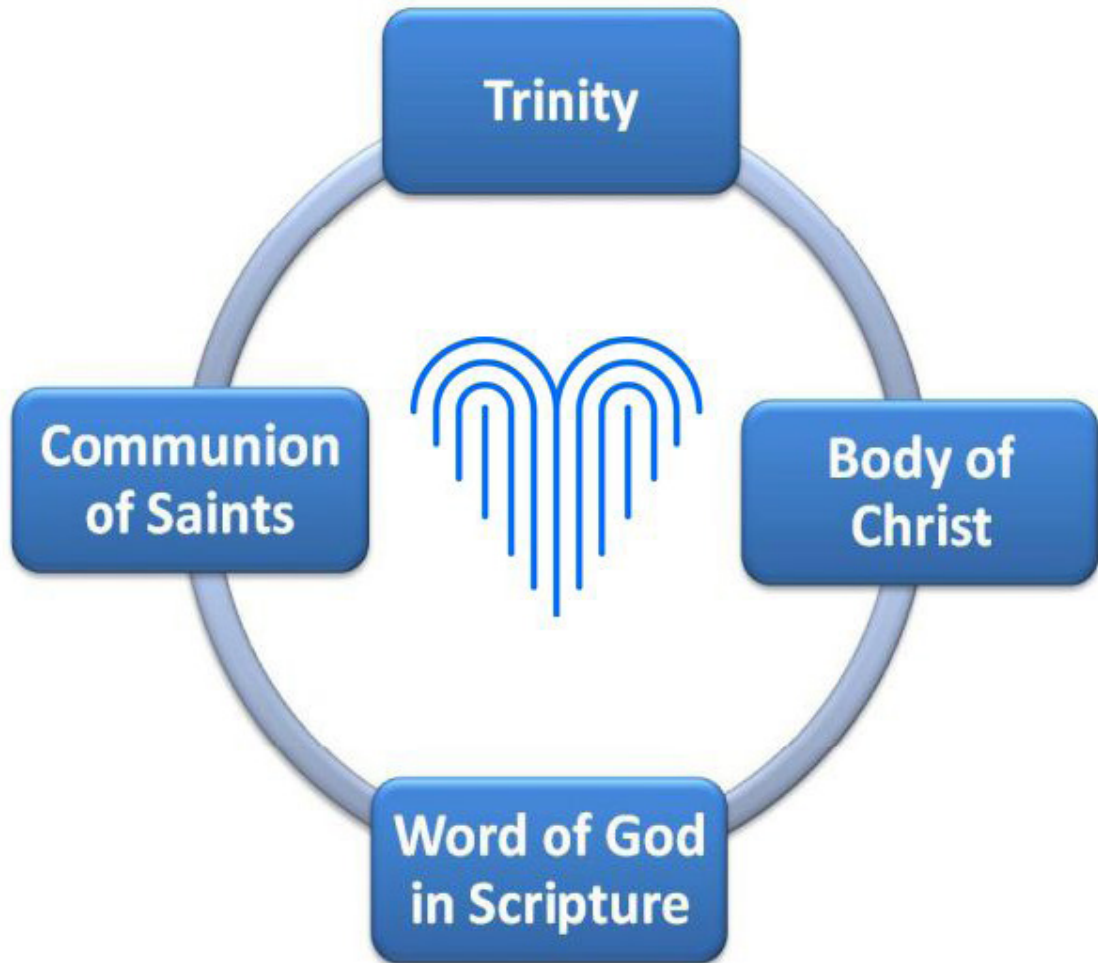 Trinity
Communion
of Saints
Body of
Christ
Word of God
in Scripture